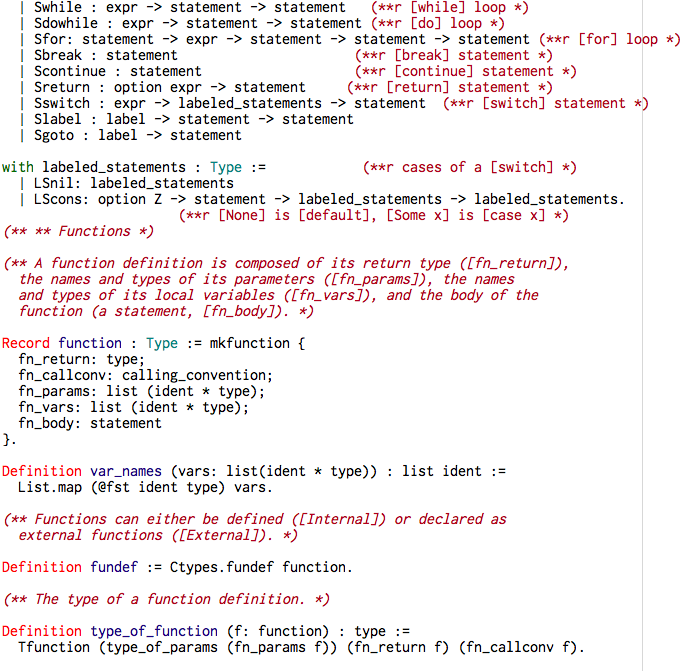 | Swhile : expr -> statement -> statement (**r [while] loop *)
| Sdowhile : expr -> statement -> statement (**r [do] loop *)
| Sfor: statement -> expr -> statement -> statement -> statement (**r [for] loop *)
| Sbreak : statement (**r [break] statement *)
| Scontinue : statement (**r [continue] statement *)
| Sreturn : option expr -> statement (**r [return] statement *)
| Sswitch : expr -> labeled_statements -> statement (**r [switch] statement *)
| Slabel : label -> statement -> statement
| Sgoto : label -> statement
with labeled_statements : Type := (**r cases of a [switch] *)
| LSnil: labeled_statements
| LScons: option Z -> statement -> labeled_statements -> labeled_statements.
(**r [None] is [default], [Some x] is [case x] *)
(** ** Functions *)
(** A function definition is composed of its return type ([fn_return]),
the names and types of its parameters ([fn_params]), the names
and types of its local variables ([fn_vars]), and the body of the
function (a statement, [fn_body]). *)
Record function : Type := mkfunction {
fn_return: type;
fn_callconv: calling_convention;
fn_params: list (ident * type);
fn_vars: list (ident * type);
fn_body: statement
}.
Definition var_names (vars: list(ident * type)) : list ident :=
List.map (@fst ident type) vars.
(** Functions can either be defined ([Internal]) or declared as
external functions ([External]). *)
Definition fundef := Ctypes.fundef function.
(** The type of a function definition. *)
Definition type_of_function (f: function) : type :=
Tfunction (type_of_params (fn_params f)) (fn_return f) (fn_callconv f).